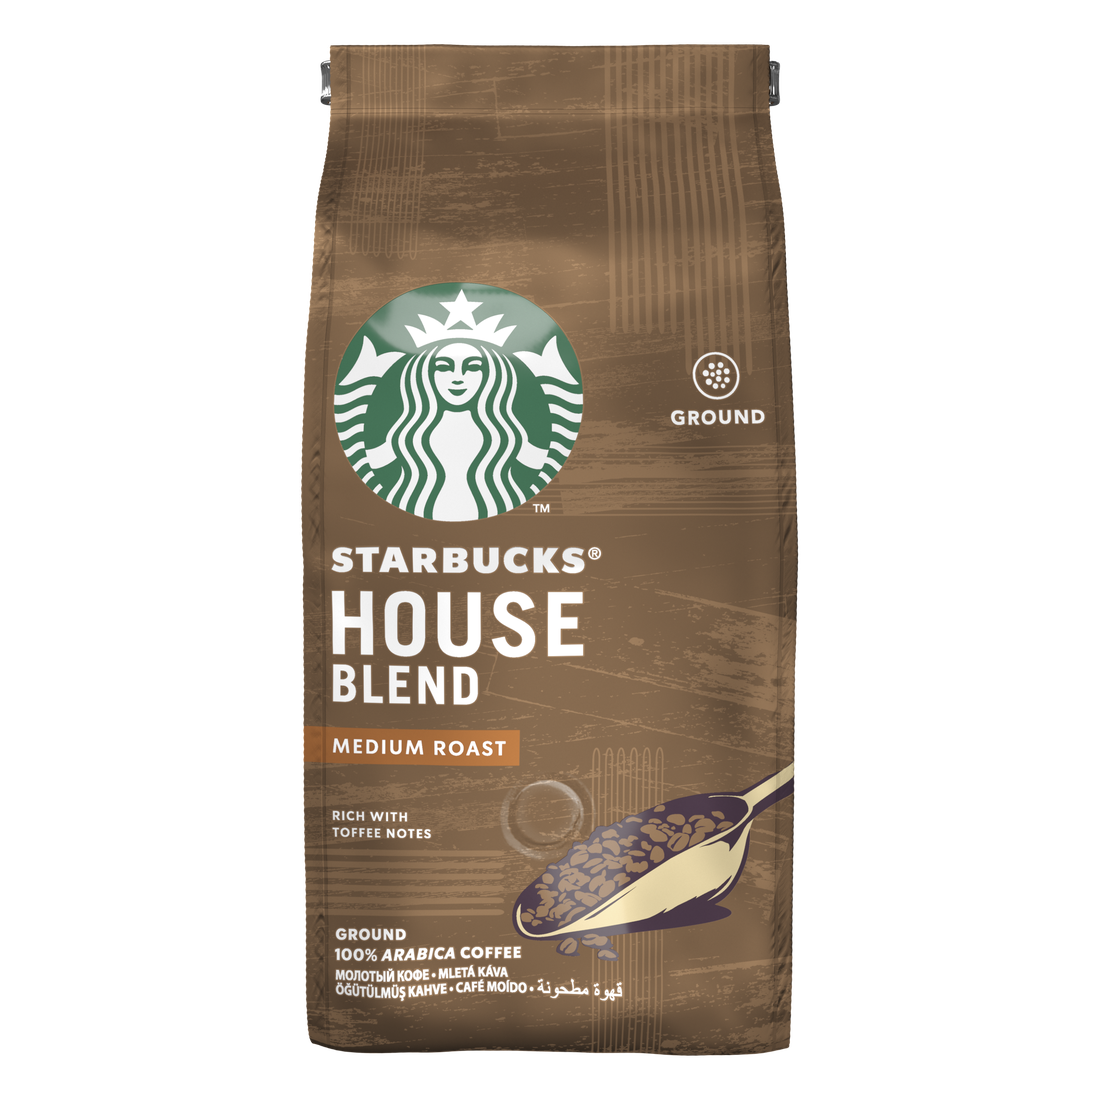 GROUND
™
STARBUCKS®
HOUSE
BLEND
MEDIUM ROAST
RICH WITH
TOFFEE NOTES
GROUND
100% ARABICA COFFEE
МОЛОТЫЙ КОФЕ • MLETÁ KÁVA
ÖĞÜTÜLMÜŞ KAHVE • CAFÉ MOÍDO • قهوة مطحونة